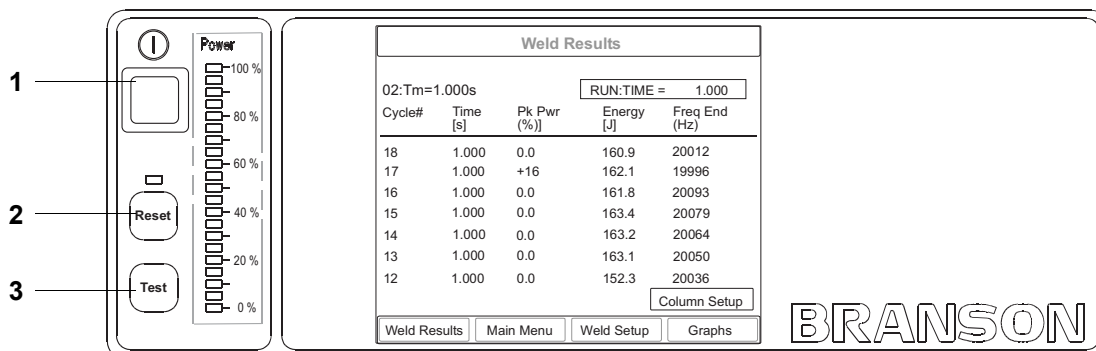 1
2
3
Power
100 %
80 %
60 %
40 %
20 %
0 %
Reset
Test
Weld Results
02:Tm=1.000s RUN:TIME = 1.000
Cycle# Time [s] Pk Pwr (%)] Energy [J] Freq End (Hz)
18 1.000 0.0 160.9 20012
17 1.000 +16 162.1 19996
16 1.000 0.0 161.8 20093
15 1.000 0.0 163.4 20079
14 1.000 0.0 163.2 20064
13 1.000 0.0 163.1 20050
12 1.000 0.0 152.3 20036
Column Setup
Weld Results Main Menu Weld Setup Graphs
BRANSON